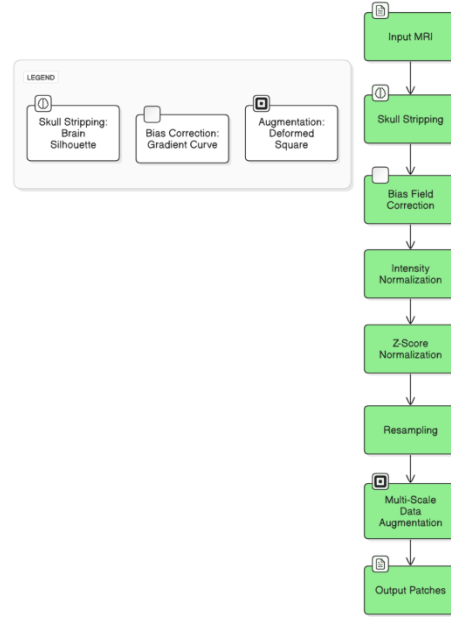 LEGEND
Skull Stripping:
Brain
Silhouette
Bias Correction:
Gradient Curve
Augmentation:
Deformed
Square
Input MRI
Skull Stripping
Bias Field
Correction
Intensity
Normalization
Z-Score
Normalization
Resampling
Multi-Scale
Data
Augmentation
Output Patches